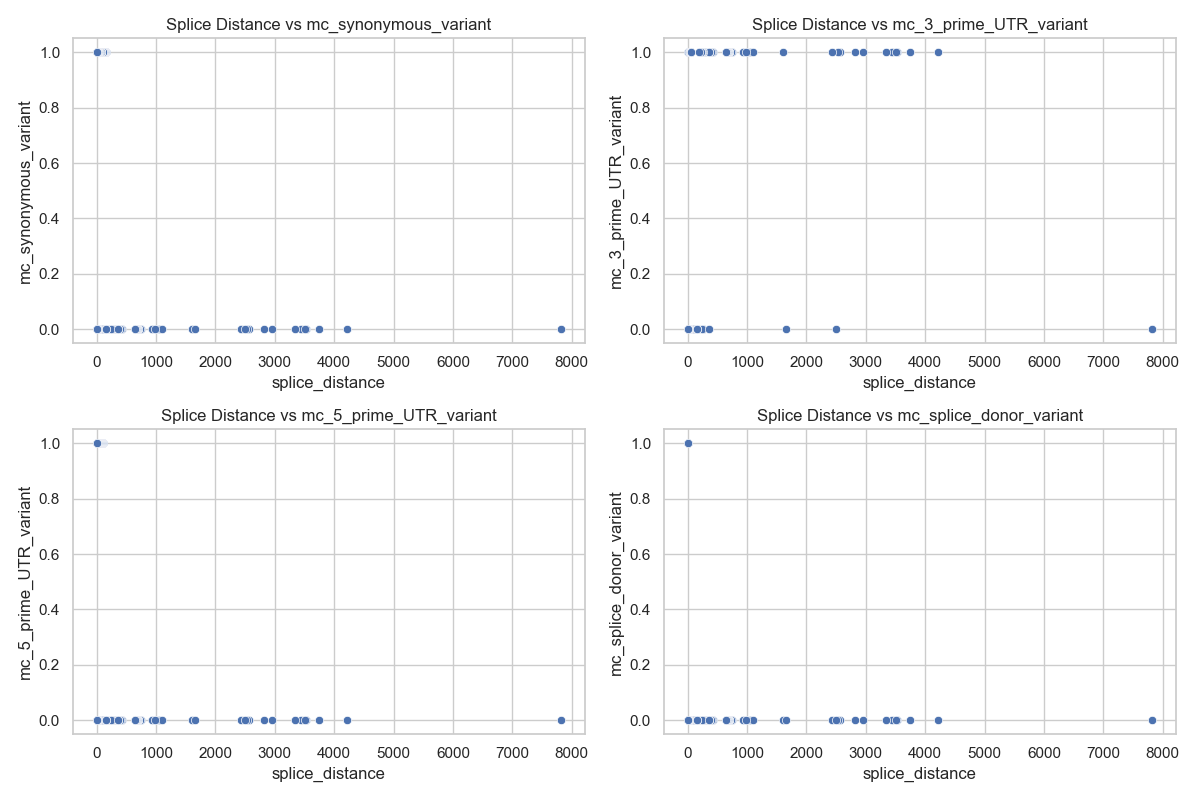 Splice Distance vs mc_synonymous_variant
mc_synonymous_variant
1.0
0.8
0.6
0.4
0.2
0.0
0 1000 2000 3000 4000 5000 6000 7000 8000
splice_distance
Splice Distance vs mc_3_prime_UTR_variant
mc_3_prime_UTR_variant
1.0
0.8
0.6
0.4
0.2
0.0
0 1000 2000 3000 4000 5000 6000 7000 8000
splice_distance
Splice Distance vs mc_5_prime_UTR_variant
mc_5_prime_UTR_variant
1.0
0.8
0.6
0.4
0.2
0.0
0 1000 2000 3000 4000 5000 6000 7000 8000
splice_distance
Splice Distance vs mc_splice_donor_variant
mc_splice_donor_variant
1.0
0.8
0.6
0.4
0.2
0.0
0 1000 2000 3000 4000 5000 6000 7000 8000
splice_distance